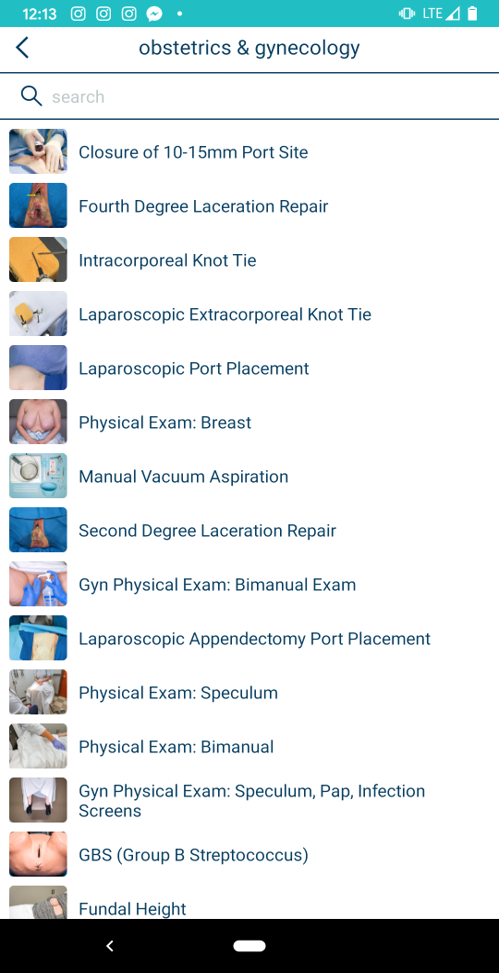 12:13
LTE
obstetrics & gynecology
search
Closure of 10-15mm Port Site
Fourth Degree Laceration Repair
Intracorporeal Knot Tie
Laparoscopic Extracorporeal Knot Tie
Laparoscopic Port Placement
Physical Exam: Breast
Manual Vacuum Aspiration
Second Degree Laceration Repair
Gyn Physical Exam: Bimanual Exam
Laparoscopic Appendectomy Port Placement
Physical Exam: Speculum
Physical Exam: Bimanual
Gyn Physical Exam: Speculum, Pap, Infection
Screens
GBS (Group B Streptococcus)
Fundal Height